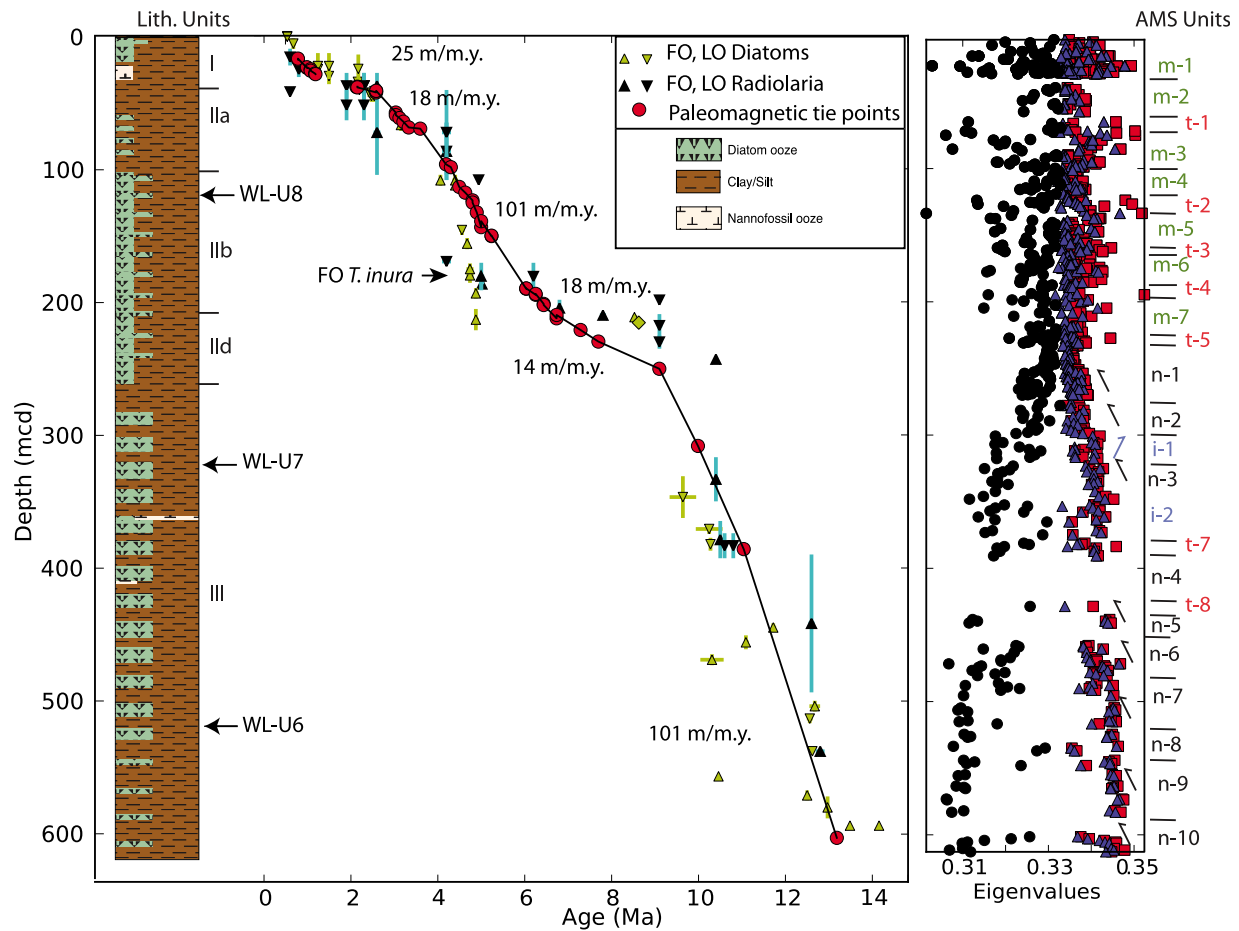 Lith. Units
AMS Units
0
100
200
300
400
500
600
Depth (mcd)
I
IIa
IIb
IId
III
WL-U8
WL-U7
WL-U6
25 m/m.y.
18 m/m.y.
101 m/m.y.
FO T. inura
18 m/m.y.
14 m/m.y.
101 m/m.y.
FO, LO Diatoms
FO, LO Radiolaria
Paleomagnetic tie points
Diatom ooze
Clay/Silt
Nannofossil ooze
0
2
4
6
8
10
12
14
Age (Ma)
0.31
0.33
0.35
Eigenvalues
m-1
m-2
t-1
m-3
m-4
t-2
m-5
t-3
m-6
t-4
m-7
t-5
n-1
n-2
i-1
n-3
i-2
t-7
n-4
t-8
n-5
n-6
n-7
n-8
n-9
n-10